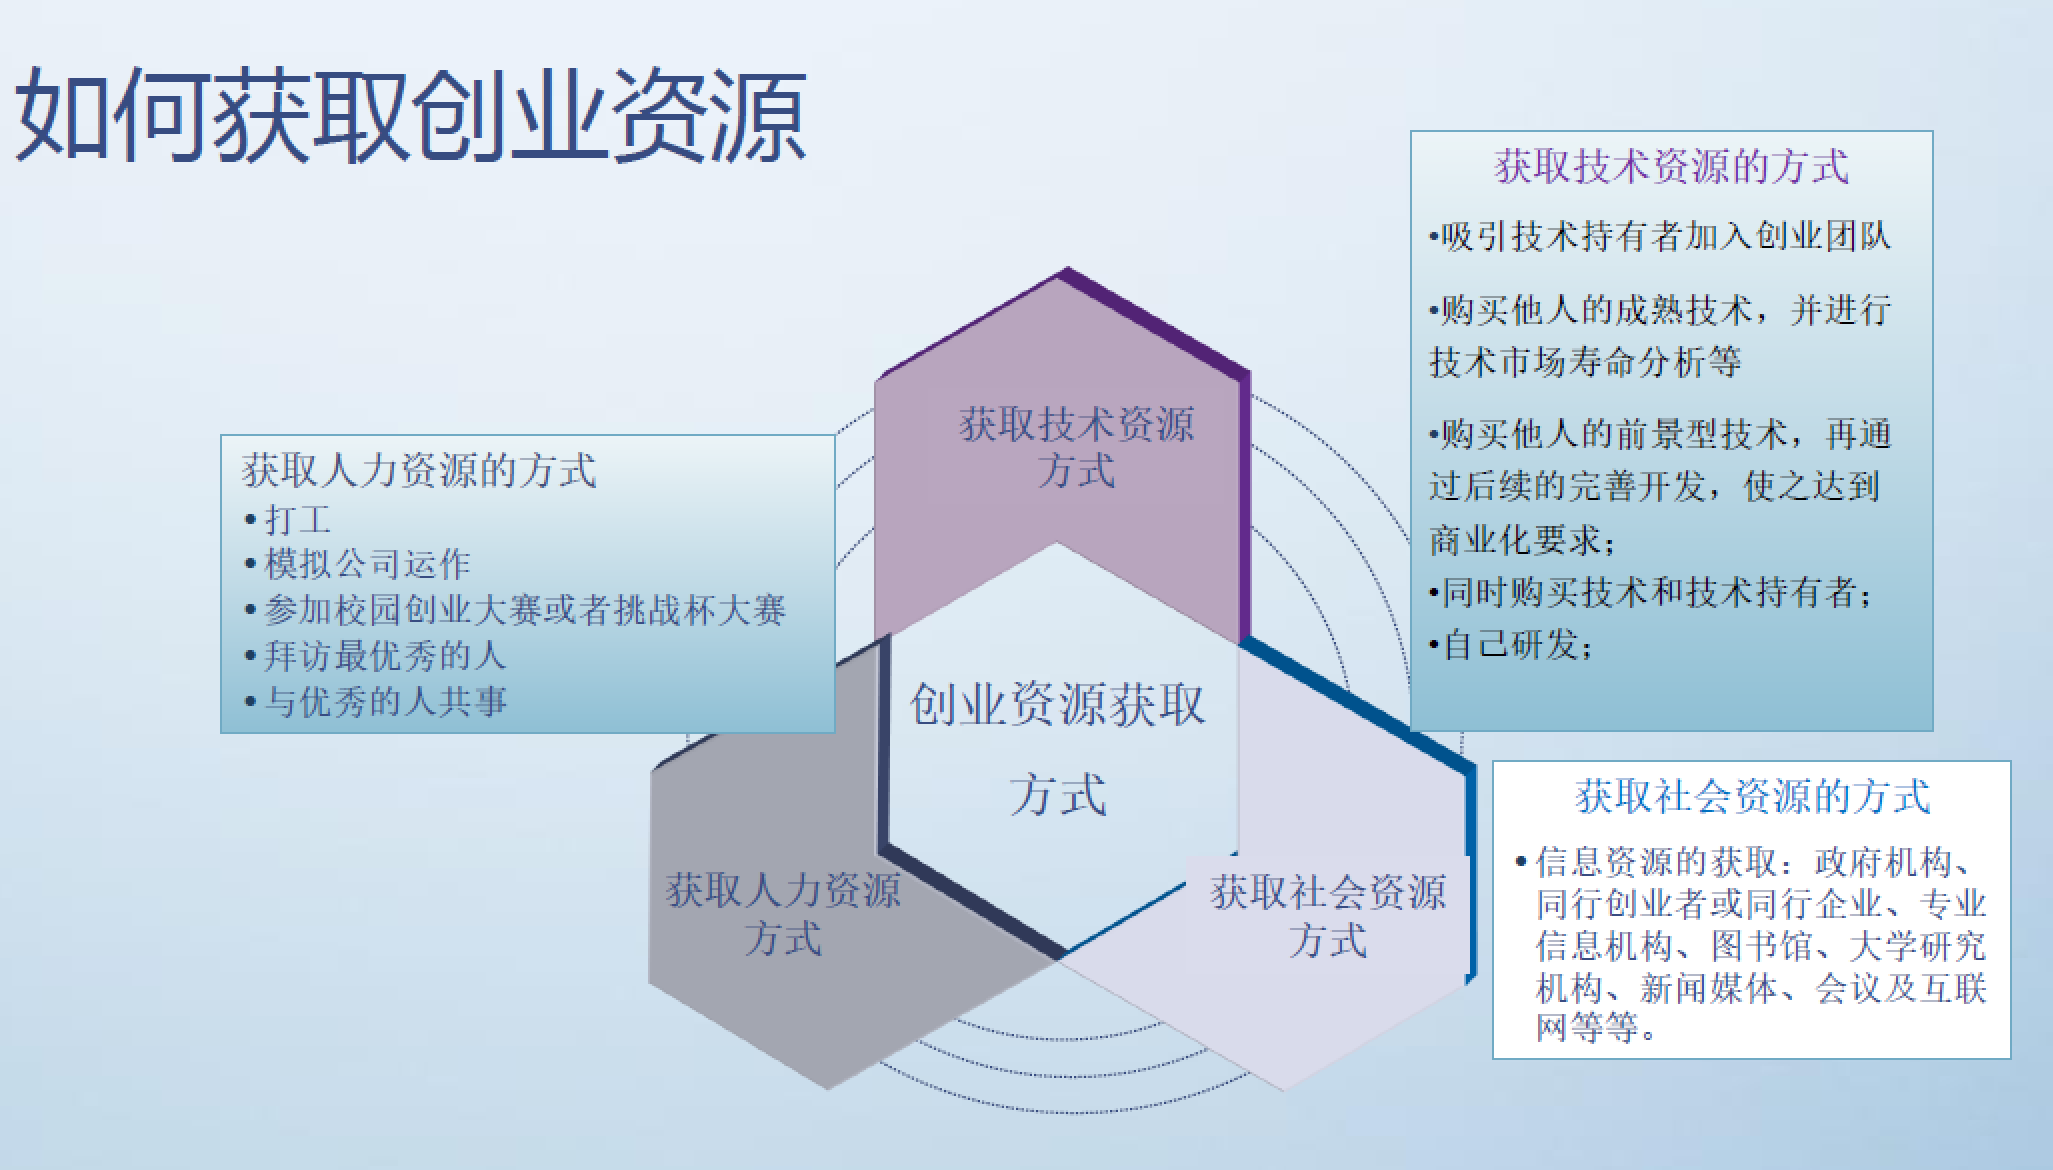 如何获取创业资源
获取技术资源的方式
•吸引技术持有者加入创业团队
•购买他人的成熟技术，并进行
技术市场寿命分析等
•购买他人的前景型技术，再通
过后续的完善开发，使之达到
商业化要求；
•同时购买技术和技术持有者；
•自己研发；
获取技术资源
方式
获取人力资源的方式
•打工
•模拟公司运作
•参加校园创业大赛或者挑战杯大赛
•拜访最优秀的人
•与优秀的人共事
创业资源获取
方式
获取人力资源
方式
获取社会资源
方式
获取社会资源的方式
•信息资源的获取：政府机构、
同行创业者或同行企业、专业
信息机构、图书馆、大学研究
机构、新闻媒体、会议及互联
网等等。